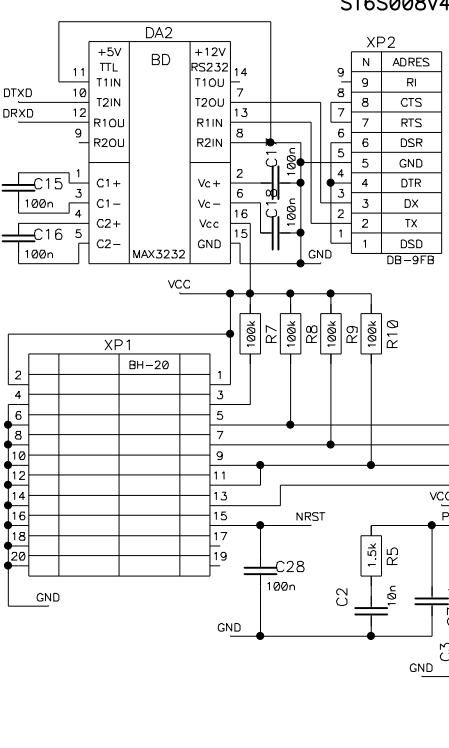 ST6S008V4
DA2
+5V BD +12V
TTL RS232
11 T1IN T1OU 14
DTXD 10 T2IN T2OU 7
DRXD 12 R1OU R1IN 13
9 R2OU R2IN 8
C15 1 C1+ Vc+ 2
100n 3 C1- Vc- 6
C16 4 C2+ Vcc 16
100n 5 C2- GND 15
MAX3232
C1
100n
C18
100n
GND
XP2
N ADRES
9 9 RI
8 8 CTS
7 7 RTS
6 6 DSR
5 5 GND
4 4 DTR
3 3 DX
2 2 TX
1 1 DSD
DB-9FB
VCC
100k R7
100k R8
100k R9
100k R10
XP1
BH-20
2 1
4 3
6 5
8 7
10 9
12 11
14 13
16 15
18 17
20 19
GND
NRST
C28
100n
GND
VCC
P
1.5k R5
C2 10n
C3
GND